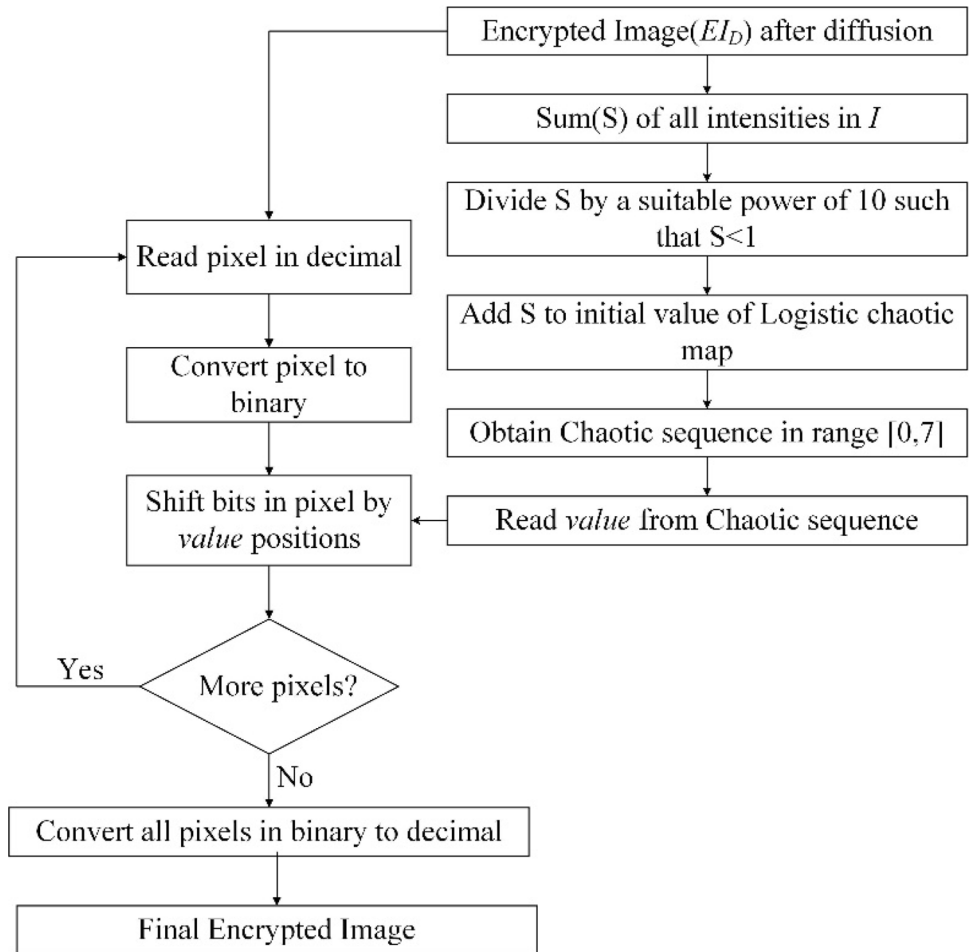 Encrypted Image(EI_D) after diffusion
Sum(S) of all intensities in I
Divide S by a suitable power of 10 such
that S<1
Add S to initial value of Logistic chaotic
map
Obtain Chaotic sequence in range [0,7]
Read value from Chaotic sequence
Read pixel in decimal
Convert pixel to
binary
Shift bits in pixel by
value positions
More pixels?
Yes
No
Convert all pixels in binary to decimal
Final Encrypted Image